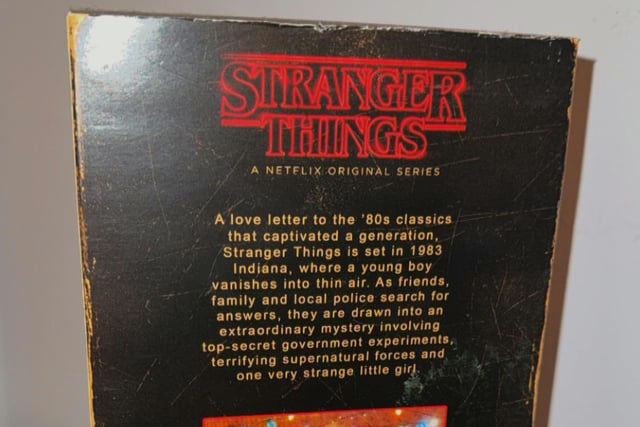 STRANGER
THINGS
A NETFLIX ORIGINAL SERIES
A love letter to the '80s classics
that captivated a generation,
Stranger Things is set in 1983
Indiana, where a young boy
vanishes into thin air. As friends,
family and local police search for
answers, they are drawn into an
extraordinary mystery involving
top-secret government experiments,
terrifying supernatural forces and
one very strange little girl.